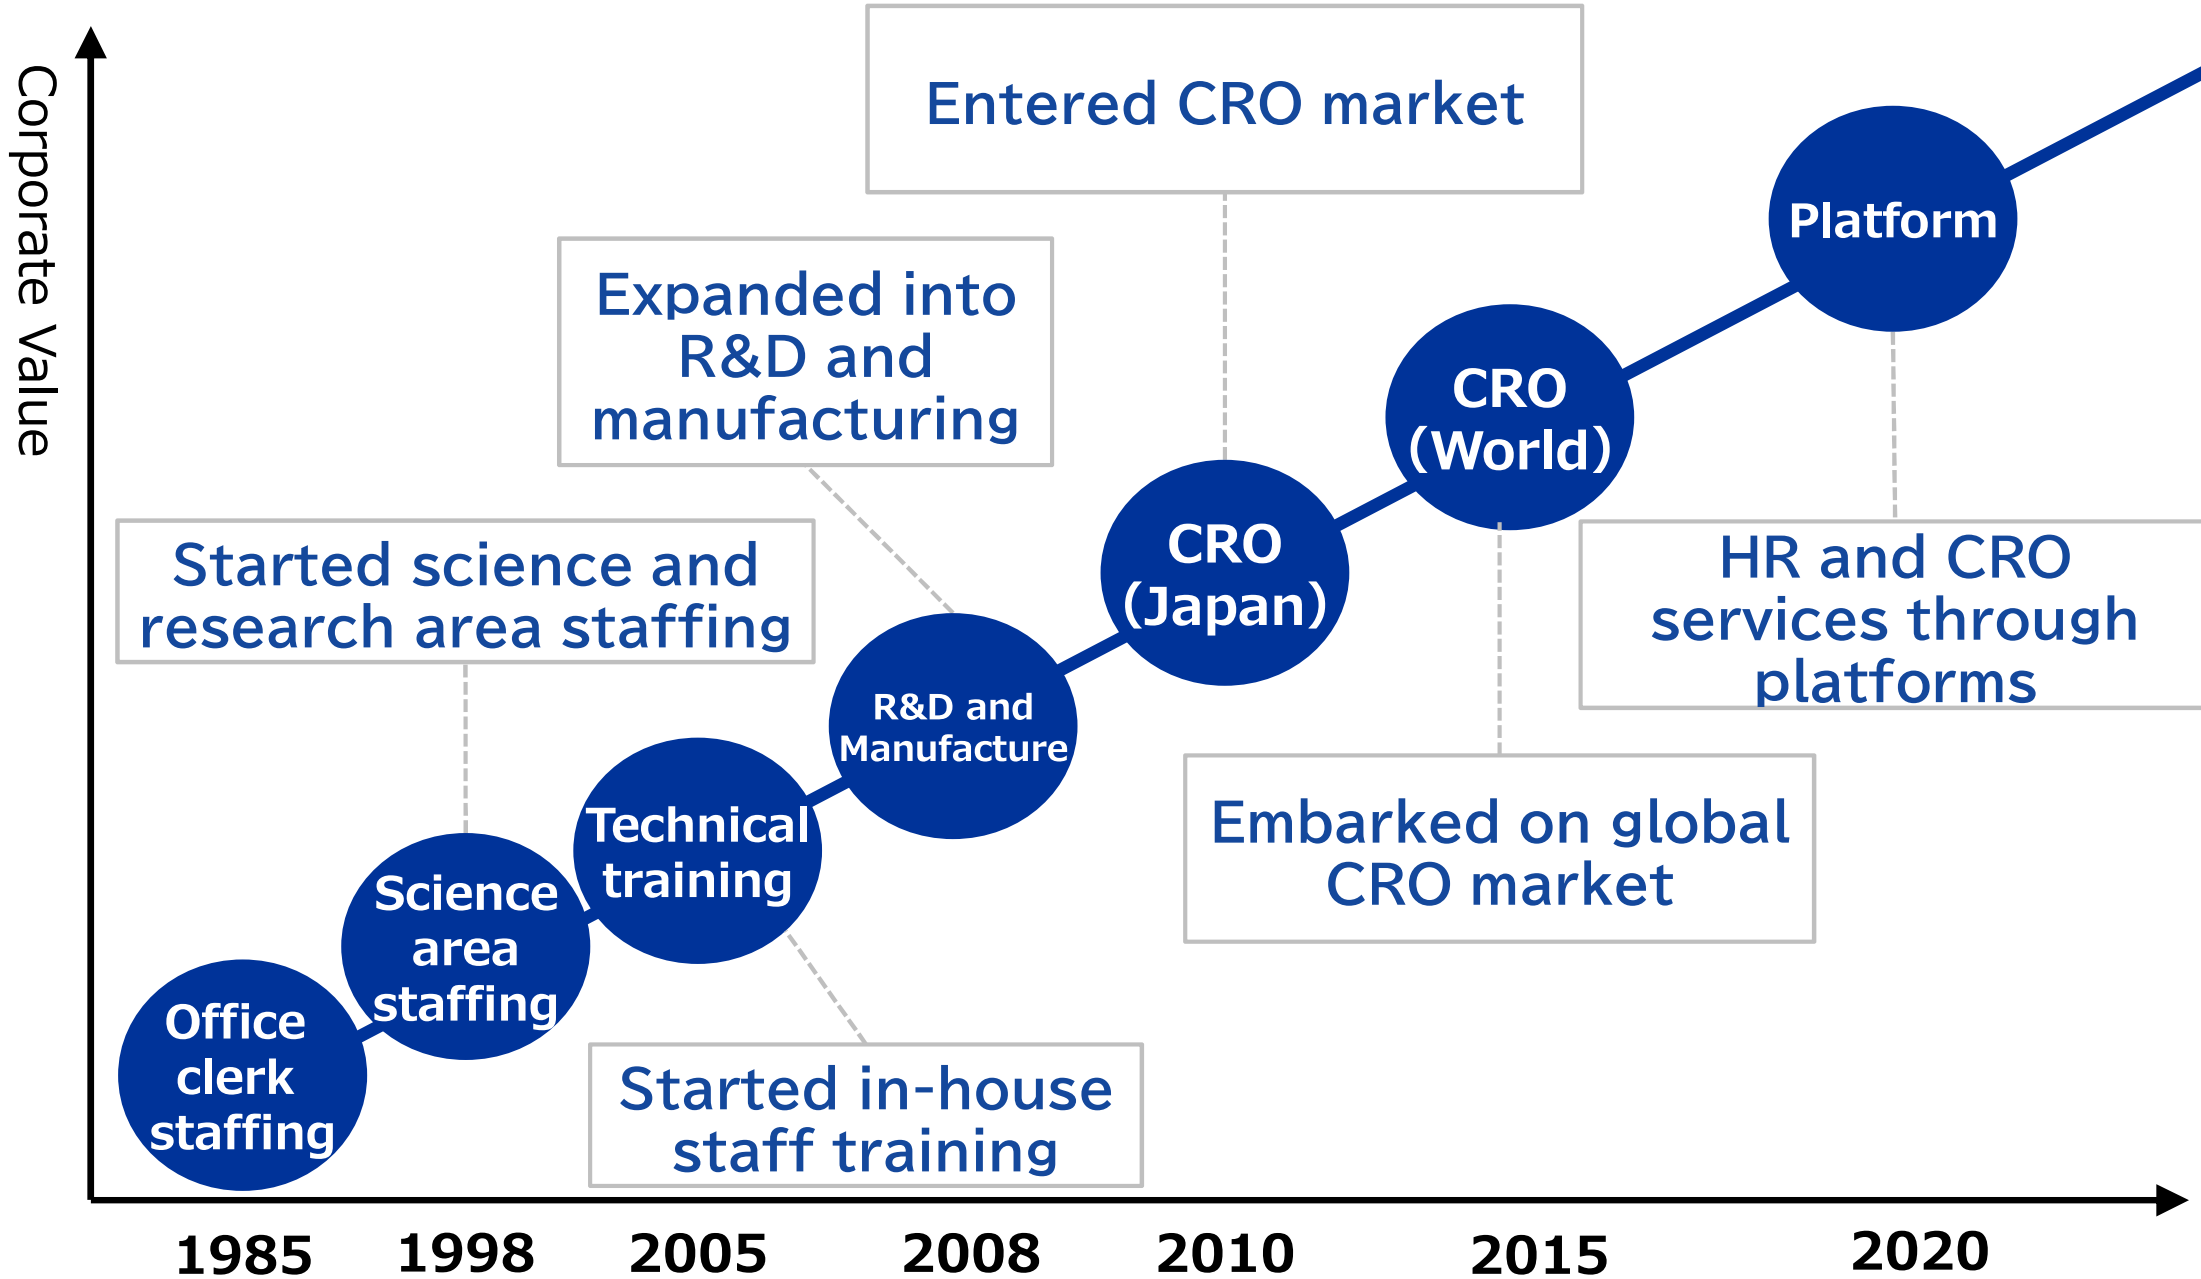 Corporate Value
Entered CRO market
Expanded into
R&D and
manufacturing
Started science and
research area staffing
Platform
CRO
(World)
CRO
(Japan)
R&D and
Manufacture
Technical
training
Science
area
staffing
Office
clerk
staffing
HR and CRO
services through
platforms
Embarked on global
CRO market
Started in-house
staff training
1985
1998
2005
2008
2010
2015
2020